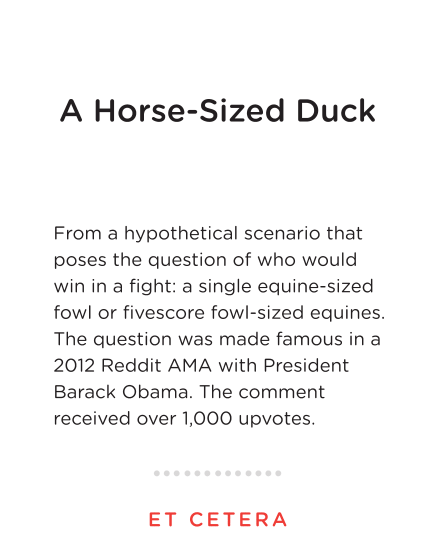 A Horse-Sized Duck
From a hypothetical scenario that
poses the question of who would
win in a fight: a single equine-sized
fowl or fivescore fowl-sized equines.
The question was made famous in a
2012 Reddit AMA with President
Barack Obama. The comment
received over 1,000 upvotes.
ET CETERA